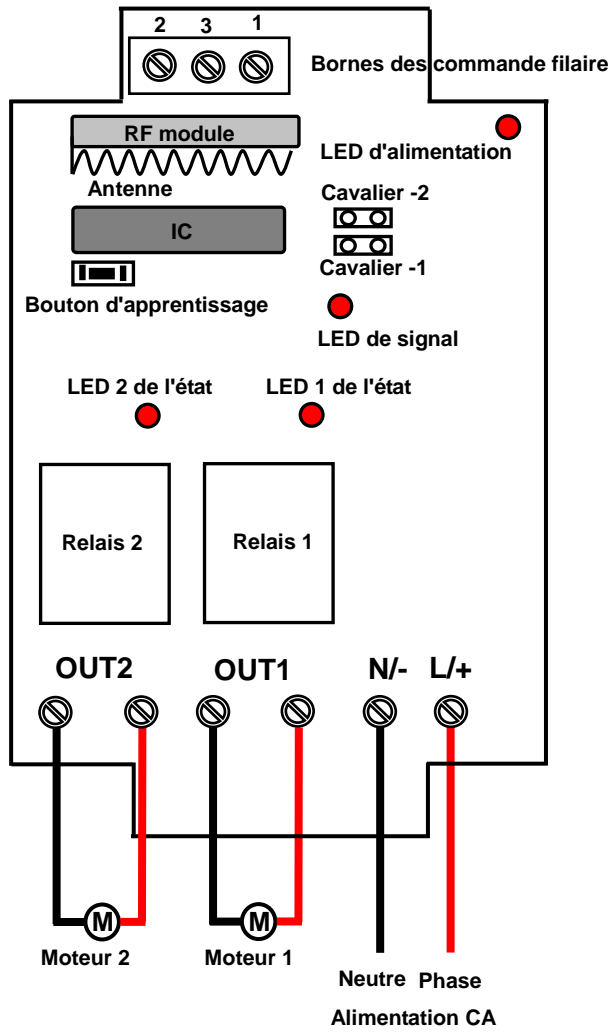 2 3 1
Bornes des commande filaire
RF module
LED d'alimentation
Antenne
Cavalier -2
IC
Cavalier -1
Bouton d'apprentissage
LED de signal
LED 2 de l'état
LED 1 de l'état
Relais 2
Relais 1
OUT2 OUT1 N/- L/+
M
M
Moteur 2
Moteur 1
Neutre Phase
Alimentation CA